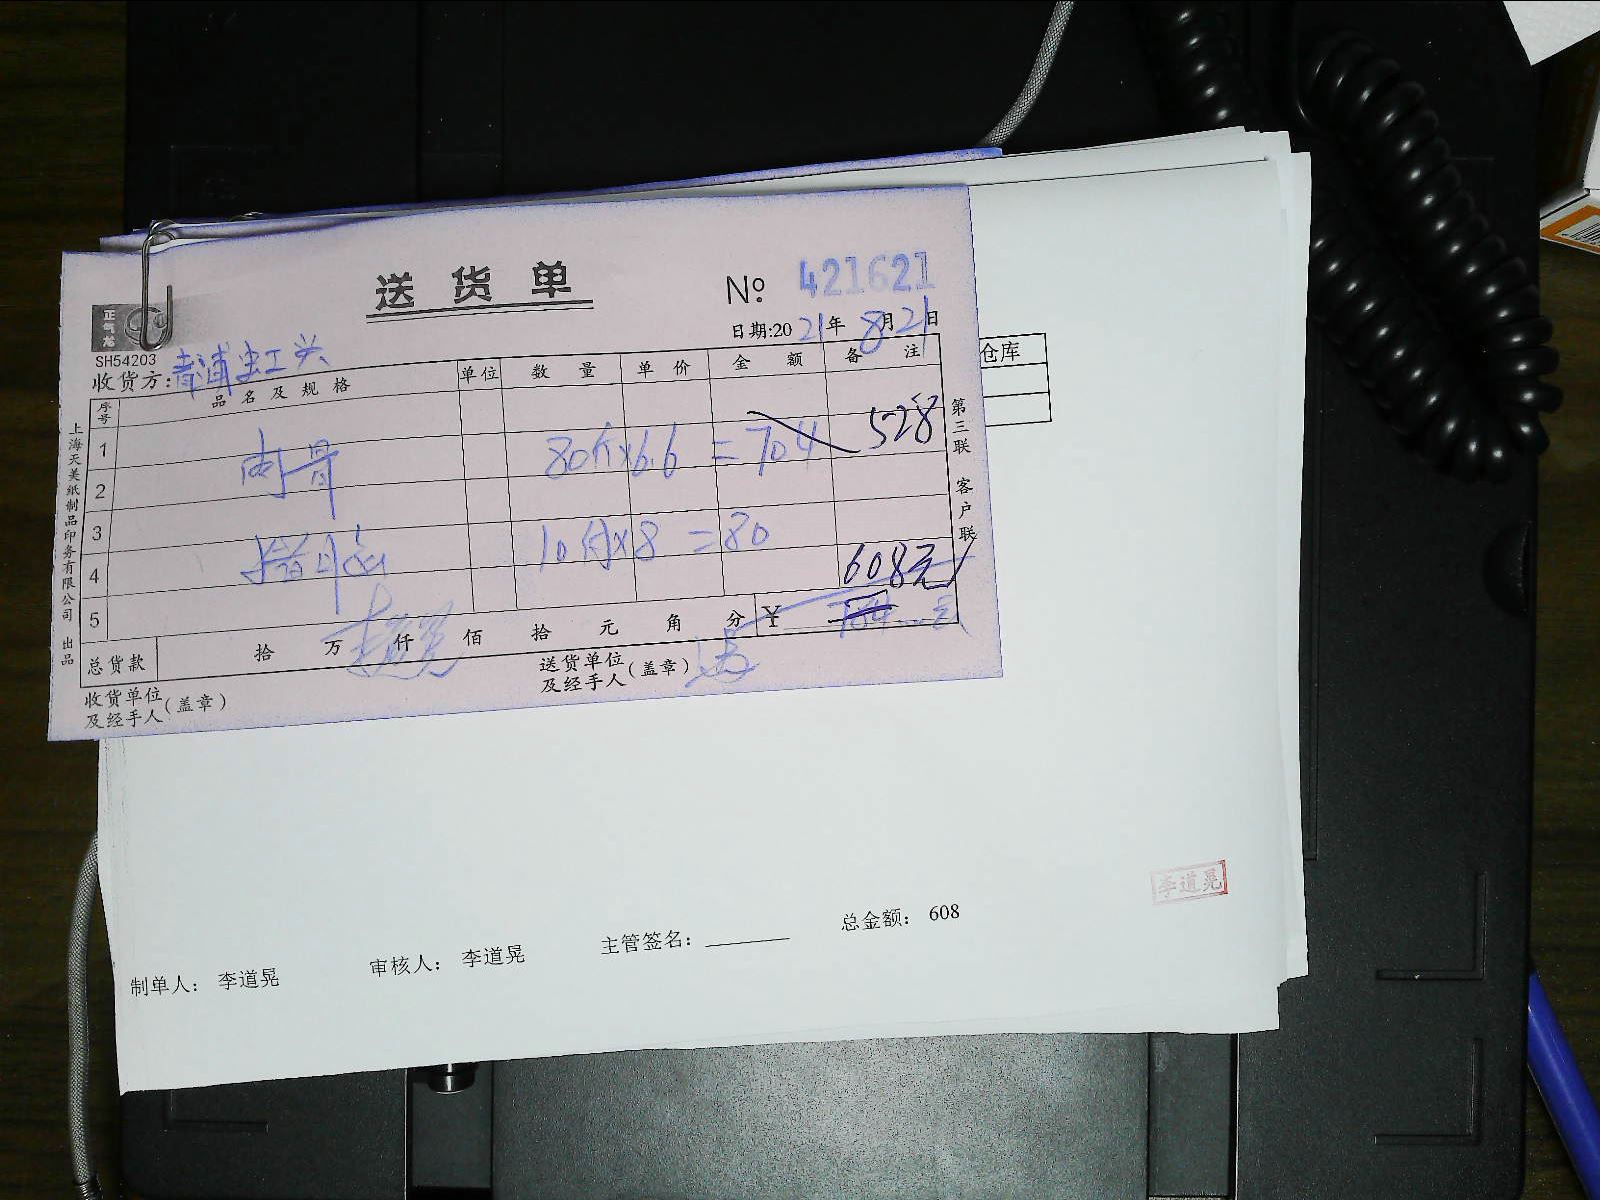 送货单
№ 421621
正气龙
SH54203
日期:2021年8月21日
收货方:青浦虹头
序号 品名及规格 单位 数量 单价 金额 备注
1
肉骨 80斤×6.6 =704 528
2
3
10斤×8 =80
4
608元
5
总货款 拾 万 仟 佰 拾 元 角 分 ¥
收货单位及经手人(盖章)
送货单位及经手人(盖章)
上海天美纸制品印务有限公司 出品
第三联 客户联
仓库
李道晃
制单人: 李道晃 审核人: 李道晃 主管签名: 总金额: 608